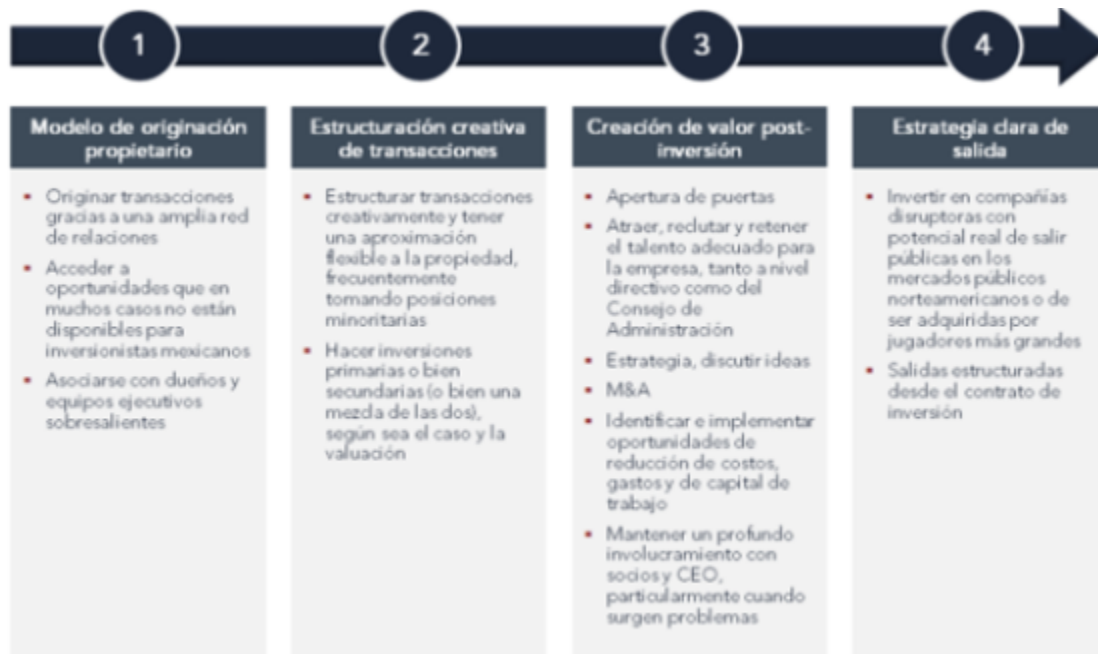 1
2
3
4
Modelo de originación
propietario
• Originar transacciones
gracias a una amplia red
de relaciones
• Acceder a
oportunidades que en
muchos casos no están
disponibles para
inversionistas mexicanos
• Asociarse con dueños y
equipos ejecutivos
sobresalientes
Estructuración creativa
de transacciones
• Estructurar transacciones
creativamente y tener
una aproximación
flexible a la propiedad,
frecuentemente
tomando posiciones
minoritarias
• Hacer inversiones
primarias o bien
secundarias (o bien una
mezcla de las dos),
según sea el caso y la
valuación
Creación de valor post-
inversión
• Apertura de puertas
• Atraer, reclutar y retener
el talento adecuado para
la empresa, tanto a nivel
directivo como del
Consejo de
Administración
• Estrategia, discutir ideas
• M&A
• Identificar e implementar
oportunidades de
reducción de costos,
gastos y de capital de
trabajo
• Mantener un profundo
involucramiento con
socios y CEO,
particularmente cuando
surgen problemas
Estrategia clara de
salida
• Invertir en compañías
disruptoras con
potencial real de salir
públicas en los
mercados públicos
norteamericanos o de
ser adquiridas por
jugadores más grandes
• Salidas estructuradas
desde el contrato de
inversión